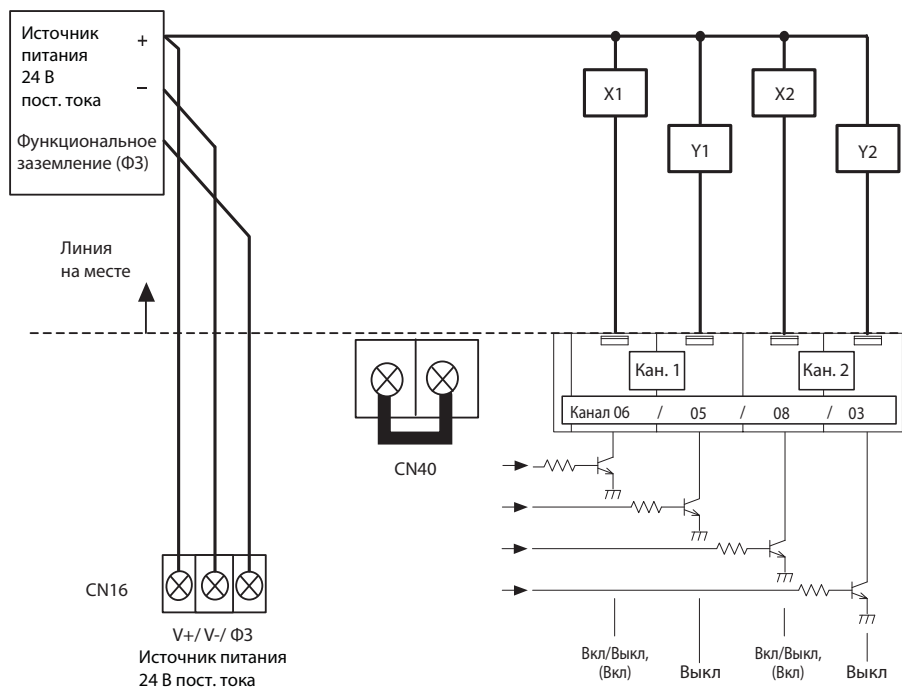 Источник
питания
24 В
пост. тока
+
−
Функциональное
заземление (ФЗ)
X1
Y1
X2
Y2
Линия
на месте
Кан. 1
Кан. 2
Канал 06 / 05 / 08 / 03
CN40
CN16
V+/ V-/ ФЗ
Источник питания
24 В пост. тока
Вкл/Выкл,
(Вкл)
Выкл
Вкл/Выкл,
(Вкл)
Выкл